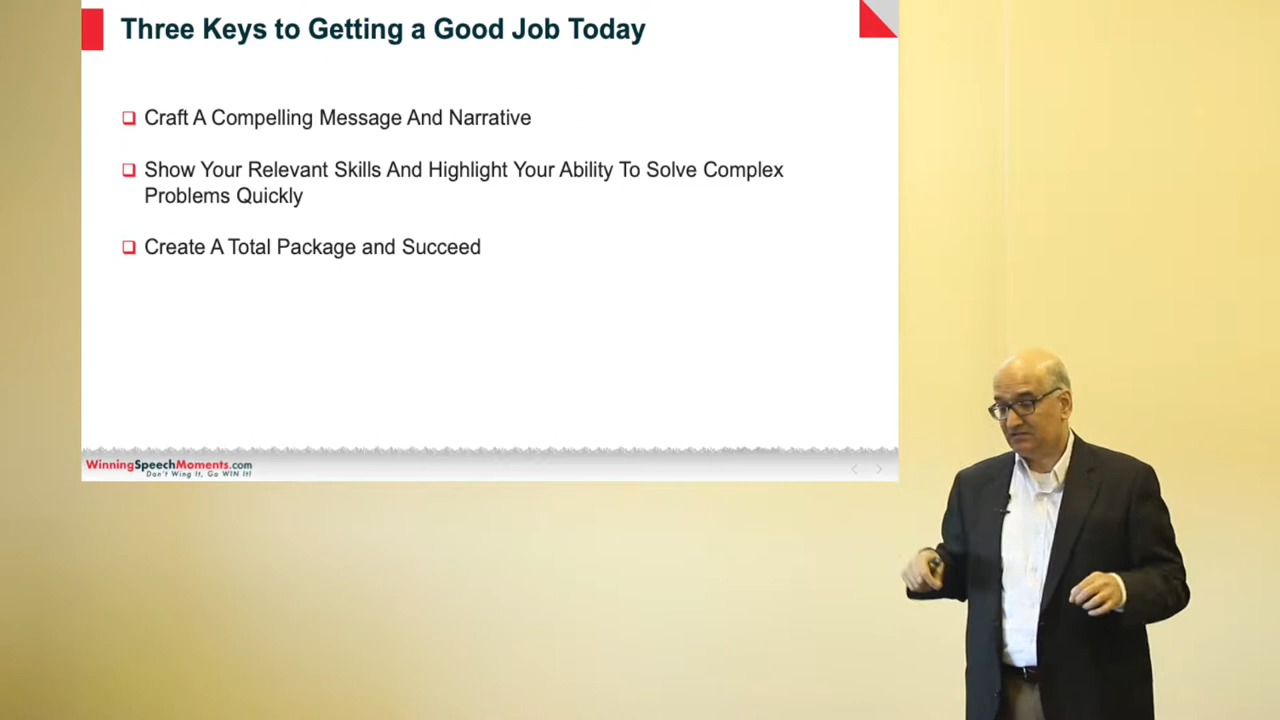 Three Keys to Getting a Good Job Today
Craft A Compelling Message And Narrative
Show Your Relevant Skills And Highlight Your Ability To Solve Complex
Problems Quickly
Create A Total Package and Succeed
WinningSpeechMoments.com
Don't Wing It, Go WIN It!